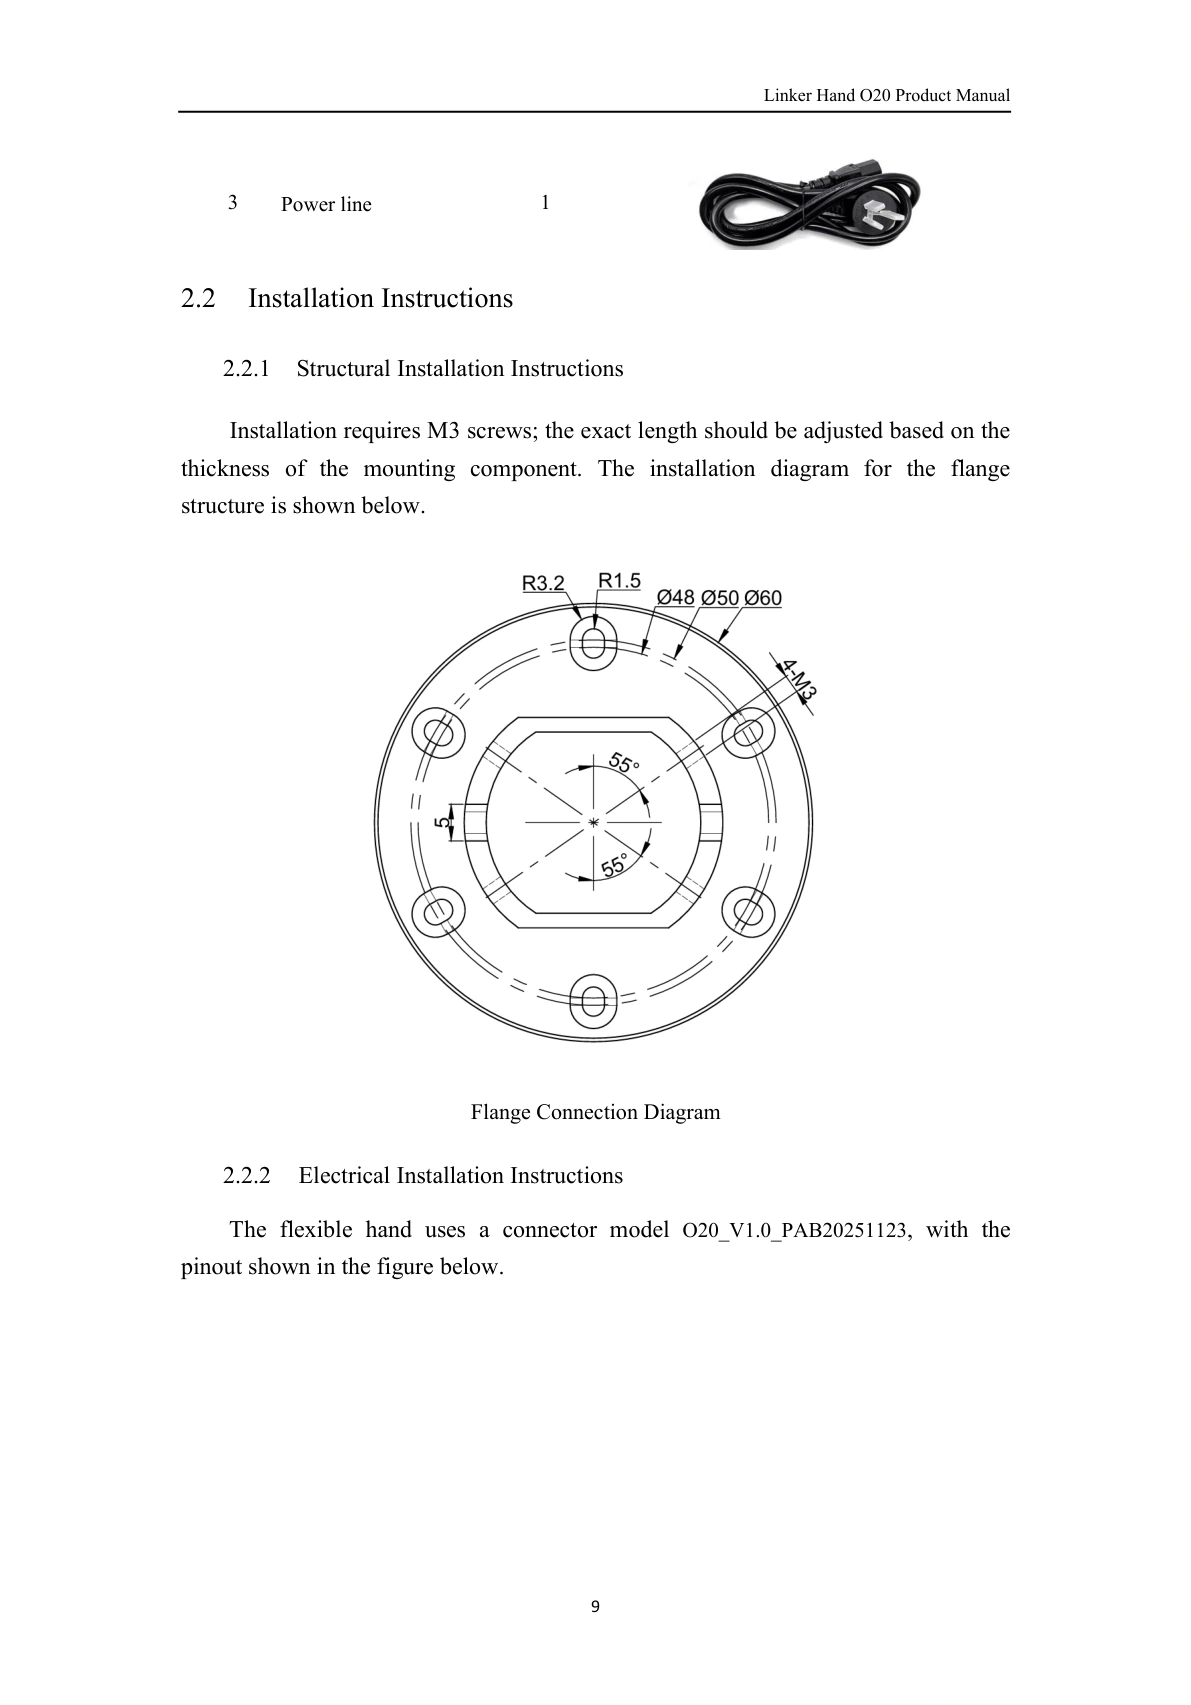 Linker Hand O20 Product Manual
3 Power line 1
2.2 Installation Instructions
2.2.1 Structural Installation Instructions
Installation requires M3 screws; the exact length should be adjusted based on the
thickness of the mounting component. The installation diagram for the flange
structure is shown below.
R3.2 R1.5
Ø48 Ø50 Ø60
4-M3
55°
5
55°
Flange Connection Diagram
2.2.2 Electrical Installation Instructions
The flexible hand uses a connector model O20_V1.0_PAB20251123, with the
pinout shown in the figure below.
9